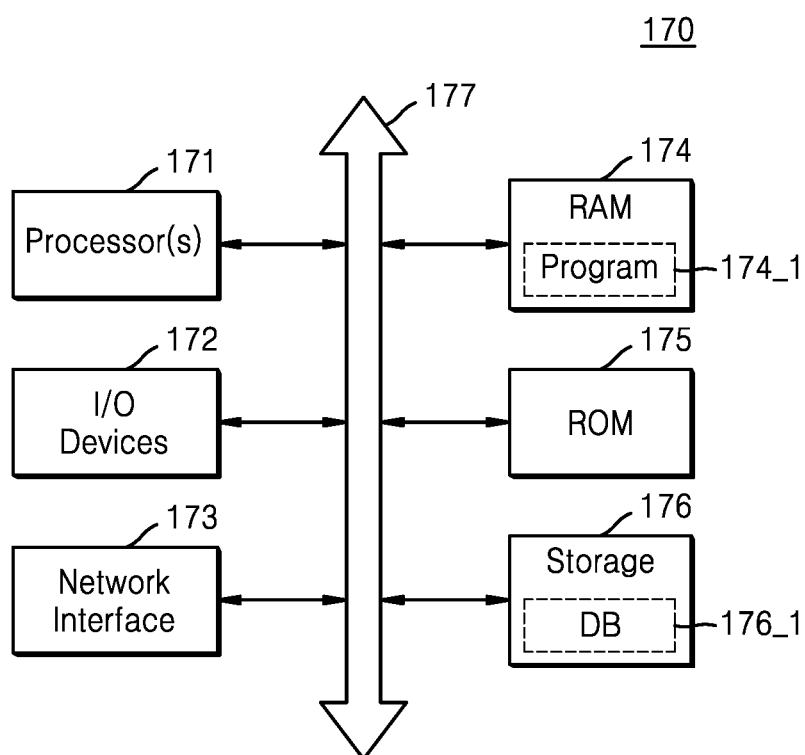 170
177
171
Processor(s)
174
RAM
Program
174_1
172
I/O
Devices
175
ROM
173
Network
Interface
176
Storage
DB
176_1